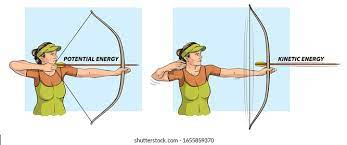 POTENTIAL ENERGY
KINETIC ENERGY
shutterstock.com · 1655859370